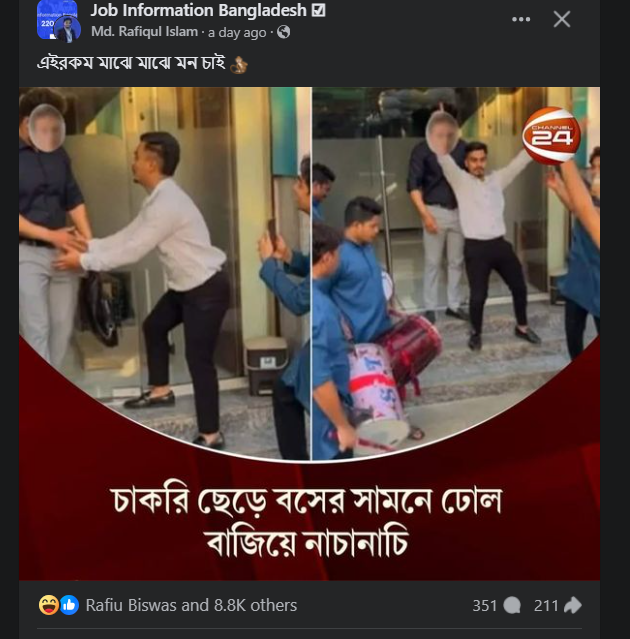 Job Information Bangladesh
220
Md. Rafiqul Islam · a day ago ·
এইরকম মাঝে মাঝে মন চাই
CHANNEL
24
চাকরি ছেড়ে বসের সামনে ঢোল
বাজিয়ে নাচানাচি
Rafiu Biswas and 8.8K others
351
211